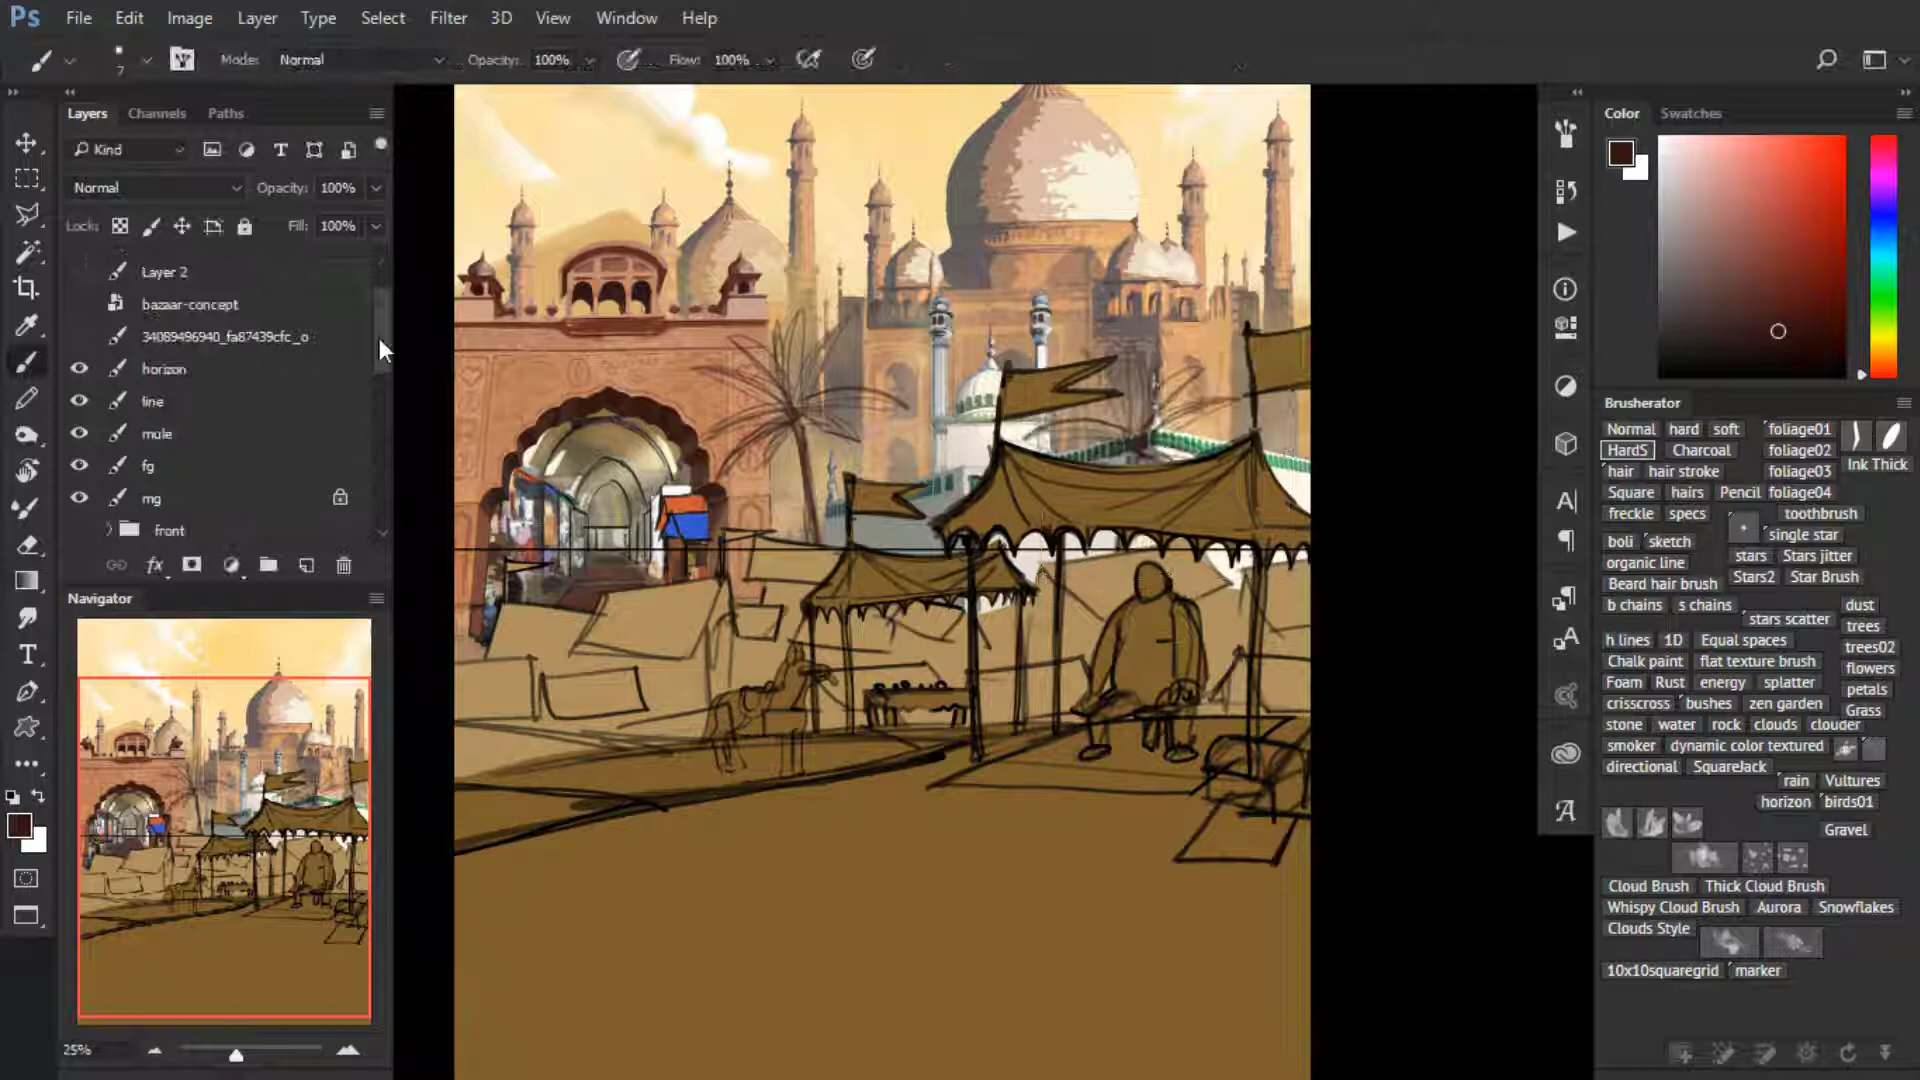 Ps File Edit Image Layer Type Select Filter 3D View Window Help
7 Mode: Normal Opacity: 100% Flow: 100%
Layers Channels Paths
Kind
Normal Opacity: 100%
Lock: Fill: 100%
Layer 2
bazaar-concept
34089496940_fa87439cfc_o
horizon
line
mule
fg
mg
front
fx
Navigator
25%
Color Swatches
Brusherator
Normal hard soft foliage01
HardS Charcoal foliage02
Ink Thick
hair hair stroke foliage03
Square hairs Pencil foliage04
freckle specs toothbrush
single star
boli sketch
stars Stars jitter
organic line
Beard hair brush Stars2 Star Brush
b chains s chains dust
stars scatter trees
h lines 1D Equal spaces trees02
Chalk paint flat texture brush flowers
Foam Rust energy splatter petals
crisscross bushes zen garden Grass
stone water rock clouds clouder
smoker dynamic color textured
directional SquareJack
rain Vultures
horizon birds01
Gravel
Cloud Brush Thick Cloud Brush
Whispy Cloud Brush Aurora Snowflakes
Clouds Style
10x10squaregrid marker